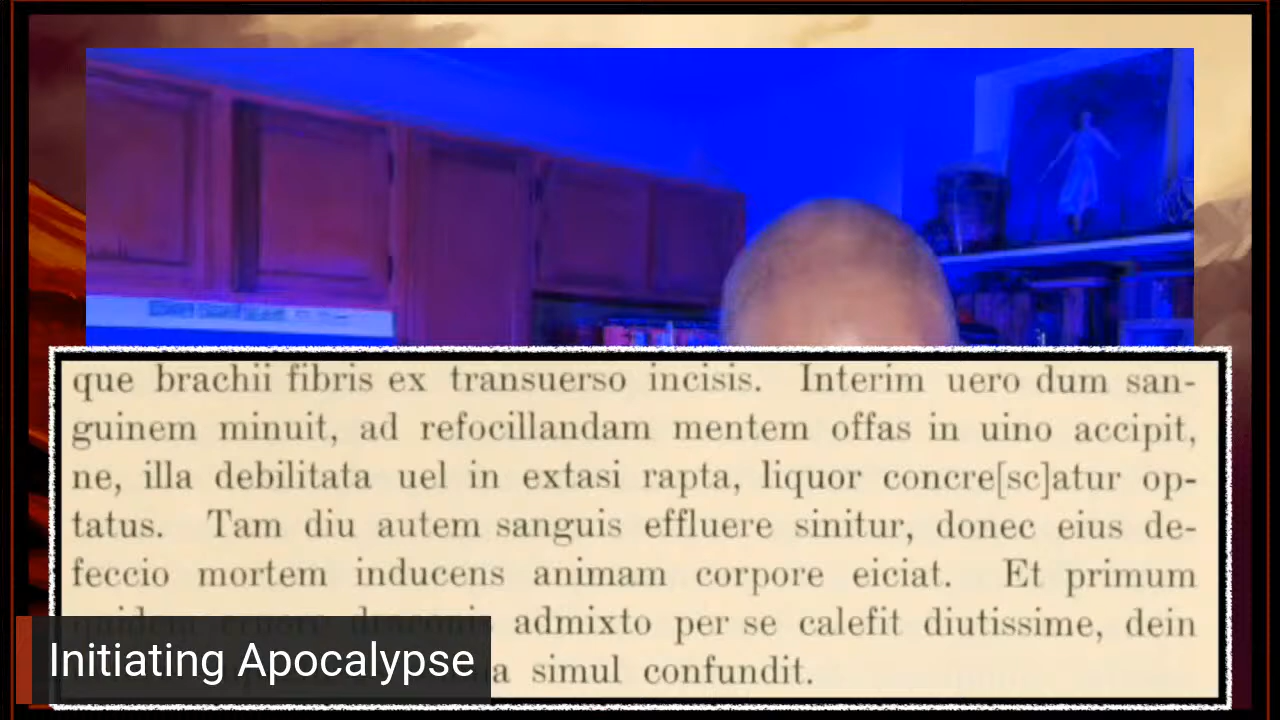 que brachii fibris ex transuerso incisis. Interim uero dum san-
guinem minuit, ad refocillandam mentem offas in uino accipit,
ne, illa debilitata uel in extasi rapta, liquor concre[sc]atur op-
tatus. Tam diu autem sanguis effluere sinitur, donec eius de-
feccio mortem inducens animam corpore eiciat. Et primum
quidem cruore draconis admixto per se calefit diutissime, dein
simul confundit.
Initiating Apocalypse